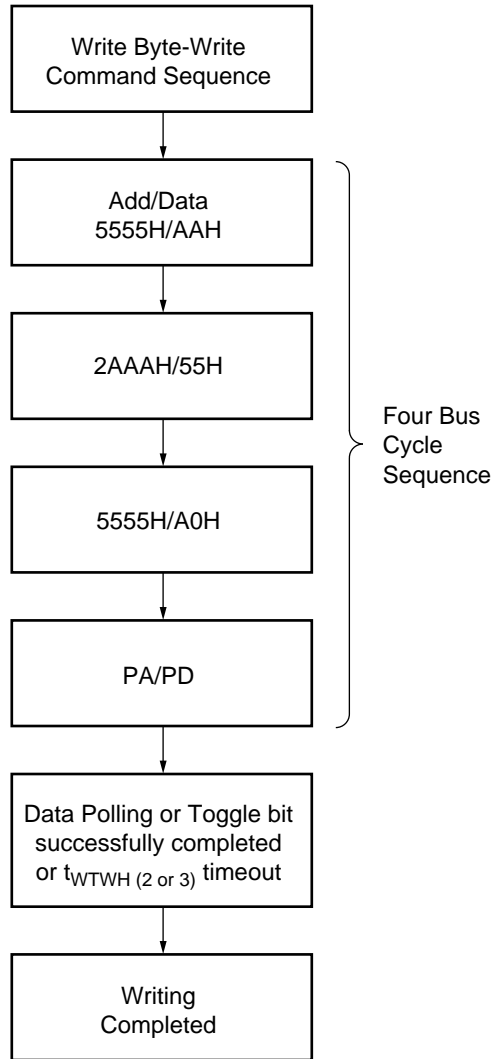 Write Byte-Write
Command Sequence
Add/Data
5555H/AAH
2AAAH/55H
5555H/A0H
PA/PD
Four Bus
Cycle
Sequence
Data Polling or Toggle bit
successfully completed
or tWTWH (2 or 3) timeout
Writing
Completed